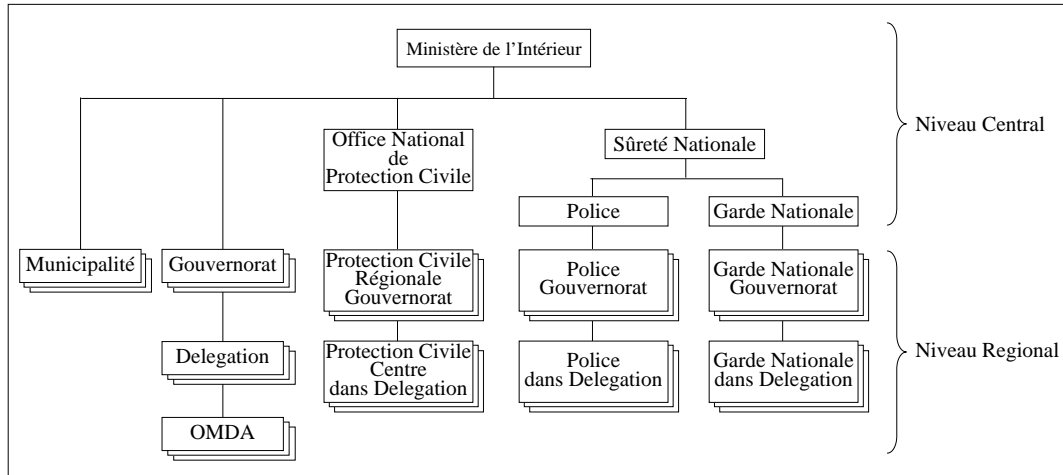 Ministère de l'Intérieur
Niveau Central
Office National
de
Protection Civile
Sûreté Nationale
Police
Garde Nationale
Municipalité
Gouvernorat
Protection Civile
Régionale
Gouvernorat
Police
Gouvernorat
Garde Nationale
Gouvernorat
Delegation
Protection Civile
Centre
dans Delegation
Police
dans Delegation
Garde Nationale
dans Delegation
Niveau Regional
OMDA